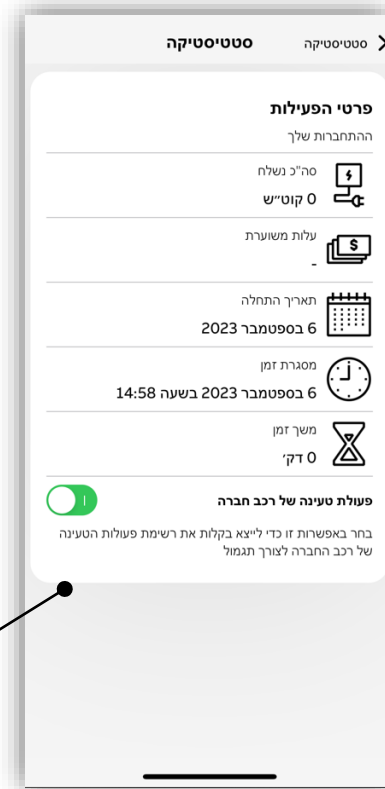 סטטיסטיקה
סטטיסטיקה
פרטי הפעילות
ההתחברות שלך
סה"כ נשלח
0 קוט״ש
עלות משוערת
-
תאריך התחלה
6 בספטמבר 2023
מסגרת זמן
6 בספטמבר 2023 בשעה 14:58
משך זמן
0 דק׳
פעולת טעינה של רכב חברה
בחר באפשרות זו כדי לייצא בקלות את רשימת פעולות הטעינה
של רכב החברה לצורך תגמול